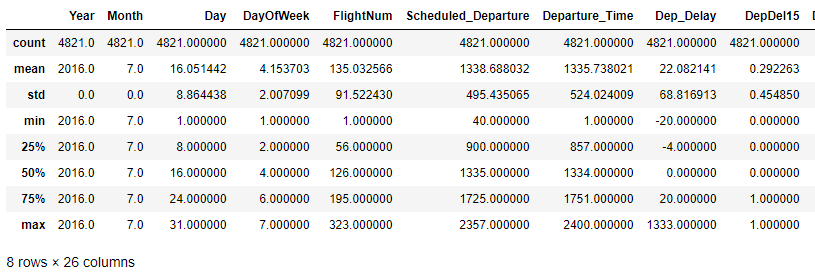 Year Month Day DayOfWeek FlightNum Scheduled_Departure Departure_Time Dep_Delay DepDel15
count 4821.0 4821.0 4821.000000 4821.000000 4821.000000 4821.000000 4821.000000 4821.000000 4821.000000
mean 2016.0 7.0 16.051442 4.153703 135.032566 1338.688032 1335.738021 22.082141 0.292263
std 0.0 0.0 8.864438 2.007099 91.522430 495.435065 524.024009 68.816913 0.454850
min 2016.0 7.0 1.000000 1.000000 1.000000 40.000000 1.000000 -20.000000 0.000000
25% 2016.0 7.0 8.000000 2.000000 56.000000 900.000000 857.000000 -4.000000 0.000000
50% 2016.0 7.0 16.000000 4.000000 126.000000 1335.000000 1334.000000 0.000000 0.000000
75% 2016.0 7.0 24.000000 6.000000 195.000000 1725.000000 1751.000000 20.000000 1.000000
max 2016.0 7.0 31.000000 7.000000 323.000000 2357.000000 2400.000000 1333.000000 1.000000
8 rows × 26 columns